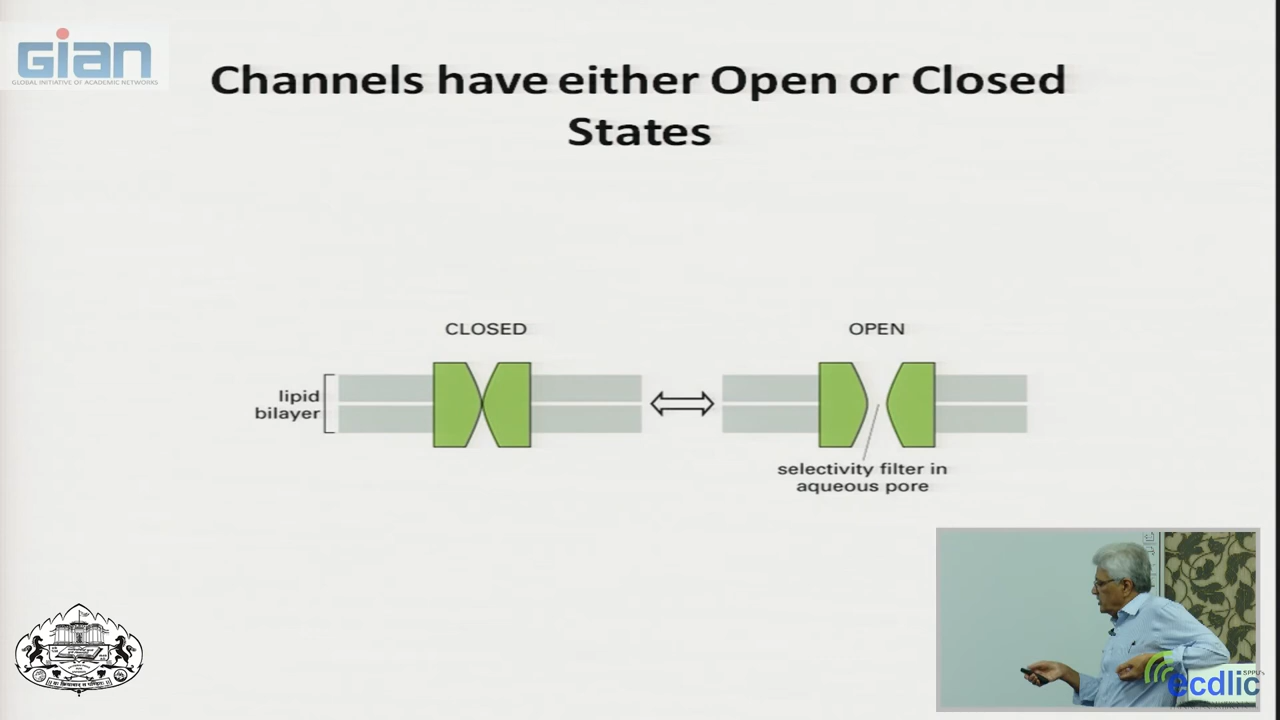 GIAN
GLOBAL INITIATIVE OF ACADEMIC NETWORKS
Channels have either Open or Closed
States
CLOSED
OPEN
lipid
bilayer
selectivity filter in
aqueous pore
SPPU's
ecdlic